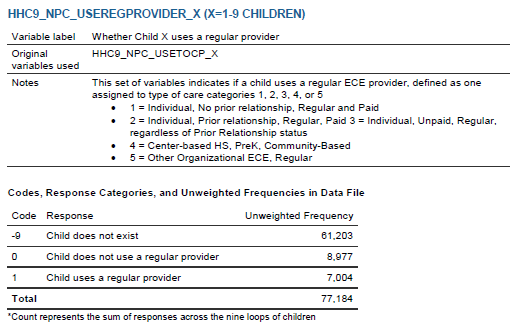 HHC9_NPC_USEREGPROVIDER_X (X=1-9 CHILDREN)
Variable label Whether Child X uses a regular provider
Original variables used HHC9_NPC_USETOCP_X
Notes This set of variables indicates if a child uses a regular ECE provider, defined as one
assigned to type of care categories 1, 2, 3, 4, or 5
• 1 = Individual, No prior relationship, Regular and Paid
• 2 = Individual, Prior relationship, Regular, Paid 3 = Individual, Unpaid, Regular,
regardless of Prior Relationship status
• 4 = Center-based HS, PreK, Community-Based
• 5 = Other Organizational ECE, Regular
Codes, Response Categories, and Unweighted Frequencies in Data File
Code Response Unweighted Frequency
-9 Child does not exist 61,203
0 Child does not use a regular provider 8,977
1 Child uses a regular provider 7,004
Total 77,184
*Count represents the sum of responses across the nine loops of children